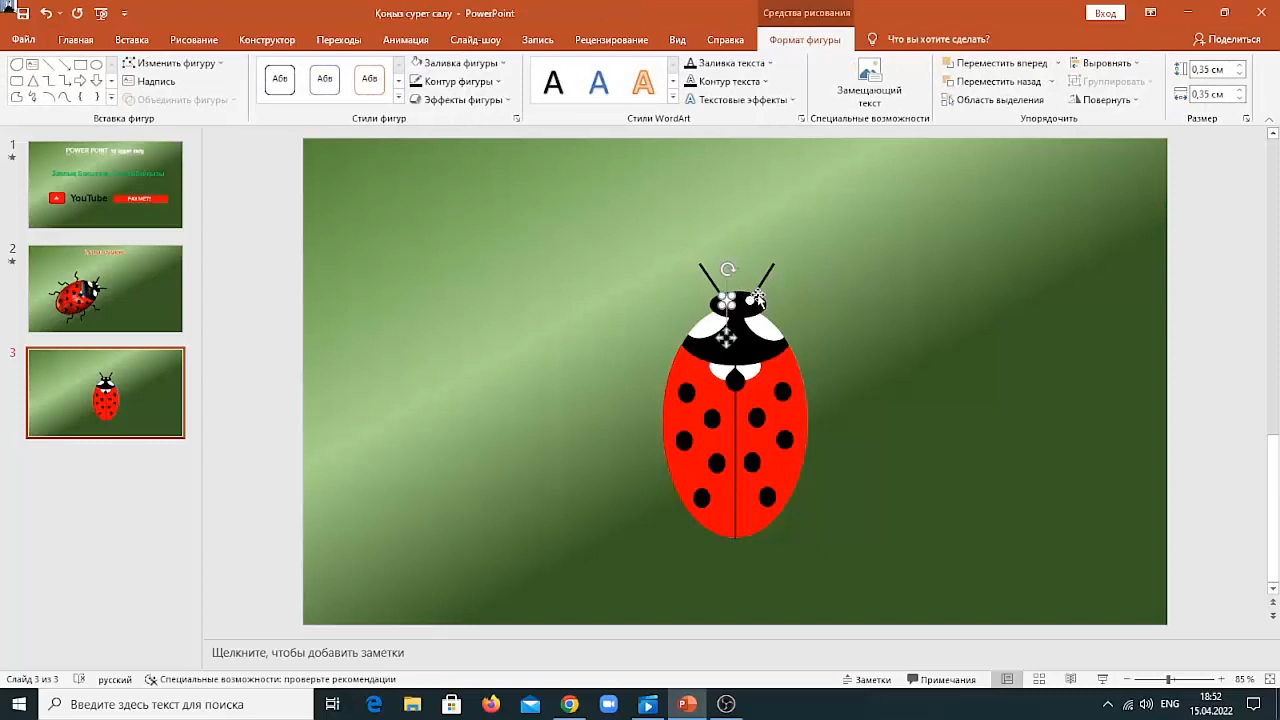 Қоңыз сурет салу - PowerPoint
Средства рисования
Вход
Файл
Главная
Вставка
Рисование
Конструктор
Переходы
Анимация
Слайд-шоу
Запись
Рецензирование
Вид
Справка
Формат фигуры
Что вы хотите сделать?
Поделиться
Изменить фигуру
Надпись
Объединить фигуры
Вставка фигур
Абв
Абв
Абв
Заливка фигуры
Контур фигуры
Эффекты фигуры
Стили фигур
А
А
А
Заливка текста
Контур текста
Текстовые эффекты
Стили WordArt
Замещающий
текст
Специальные возможности
Переместить вперед
Переместить назад
Область выделения
Выровнять
Группировать
Повернуть
Упорядочить
0,35 см
0,35 см
Размер
1
POWER POINT
YouTube
2
3
Щелкните, чтобы добавить заметки
Слайд 3 из 3
русский
Специальные возможности: проверьте рекомендации
Заметки
Примечания
85 %
Введите здесь текст для поиска
ENG
18:52
15.04.2022